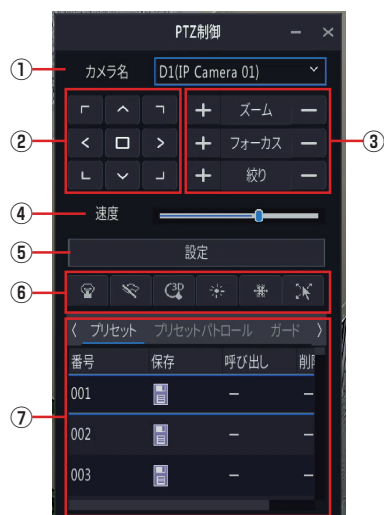 PTZ制御
① カメラ名 D1(IP Camera 01)
② ③
+ ズーム −
+ フォーカス −
+ 絞り −
④ 速度
⑤ 設定
⑥ 3D
⑦
< プリセット プリセットパトロール ガード >
番号 保存 呼び出し 削除
001 − −
002 − −
003 − −